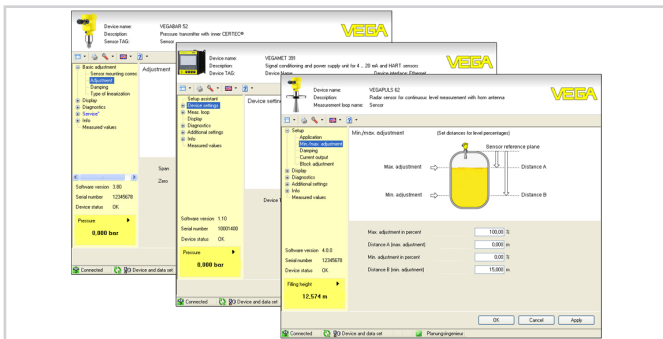 Device name: VEGABAR 52
Description: Pressure transmitter with inner CERTEC®
Sensor TAG: Sensor
VEGA
Basic adjustment
Adjustment
Damping
Type of linearization
Display
Diagnostics
Service
Info
Measured values
Adjustment
Span
Zero
Software version 3.80
Serial number 12345678
Device status OK
Pressure
0,000 bar
Connected
Device and data set
Device name: VEGAMET 391
Description: Signal conditioning and power supply unit for 4 .. 20 mA and HART sensors
Device TAG: Device Name
Device interface: Ethernet
VEGA
Setup assistant
Device settings
Meas. loop
Display
Diagnostics
Additional settings
Info
Measured values
Software version 1.10
Serial number 10001400
Device status OK
Pressure
0,000 bar
Connected
Device and data set
Device name: VEGAPULS 62
Description: Radar sensor for continuous level measurement with horn antenna
Measurement loop name: Sensor
VEGA
Setup
Application
Min./max. adjustment
Damping
Current output
Block adjustment
Display
Diagnostics
Additional settings
Info
Measured values
Min./max. adjustment (Set distances for level percentages)
Sensor reference plane
Max. adjustment
Distance A
Min. adjustment
Distance B
Max. adjustment in percent 100,00 %
Distance A (max. adjustment) 0,000 m
Min. adjustment in percent 0,00 %
Distance B (min. adjustment) 15,000 m
Software version 4.0.0
Serial number 12345678
Device status OK
Filling height
12,574 m
OK Cancel Apply
Connected
Device and data set
Planungsingenieur: